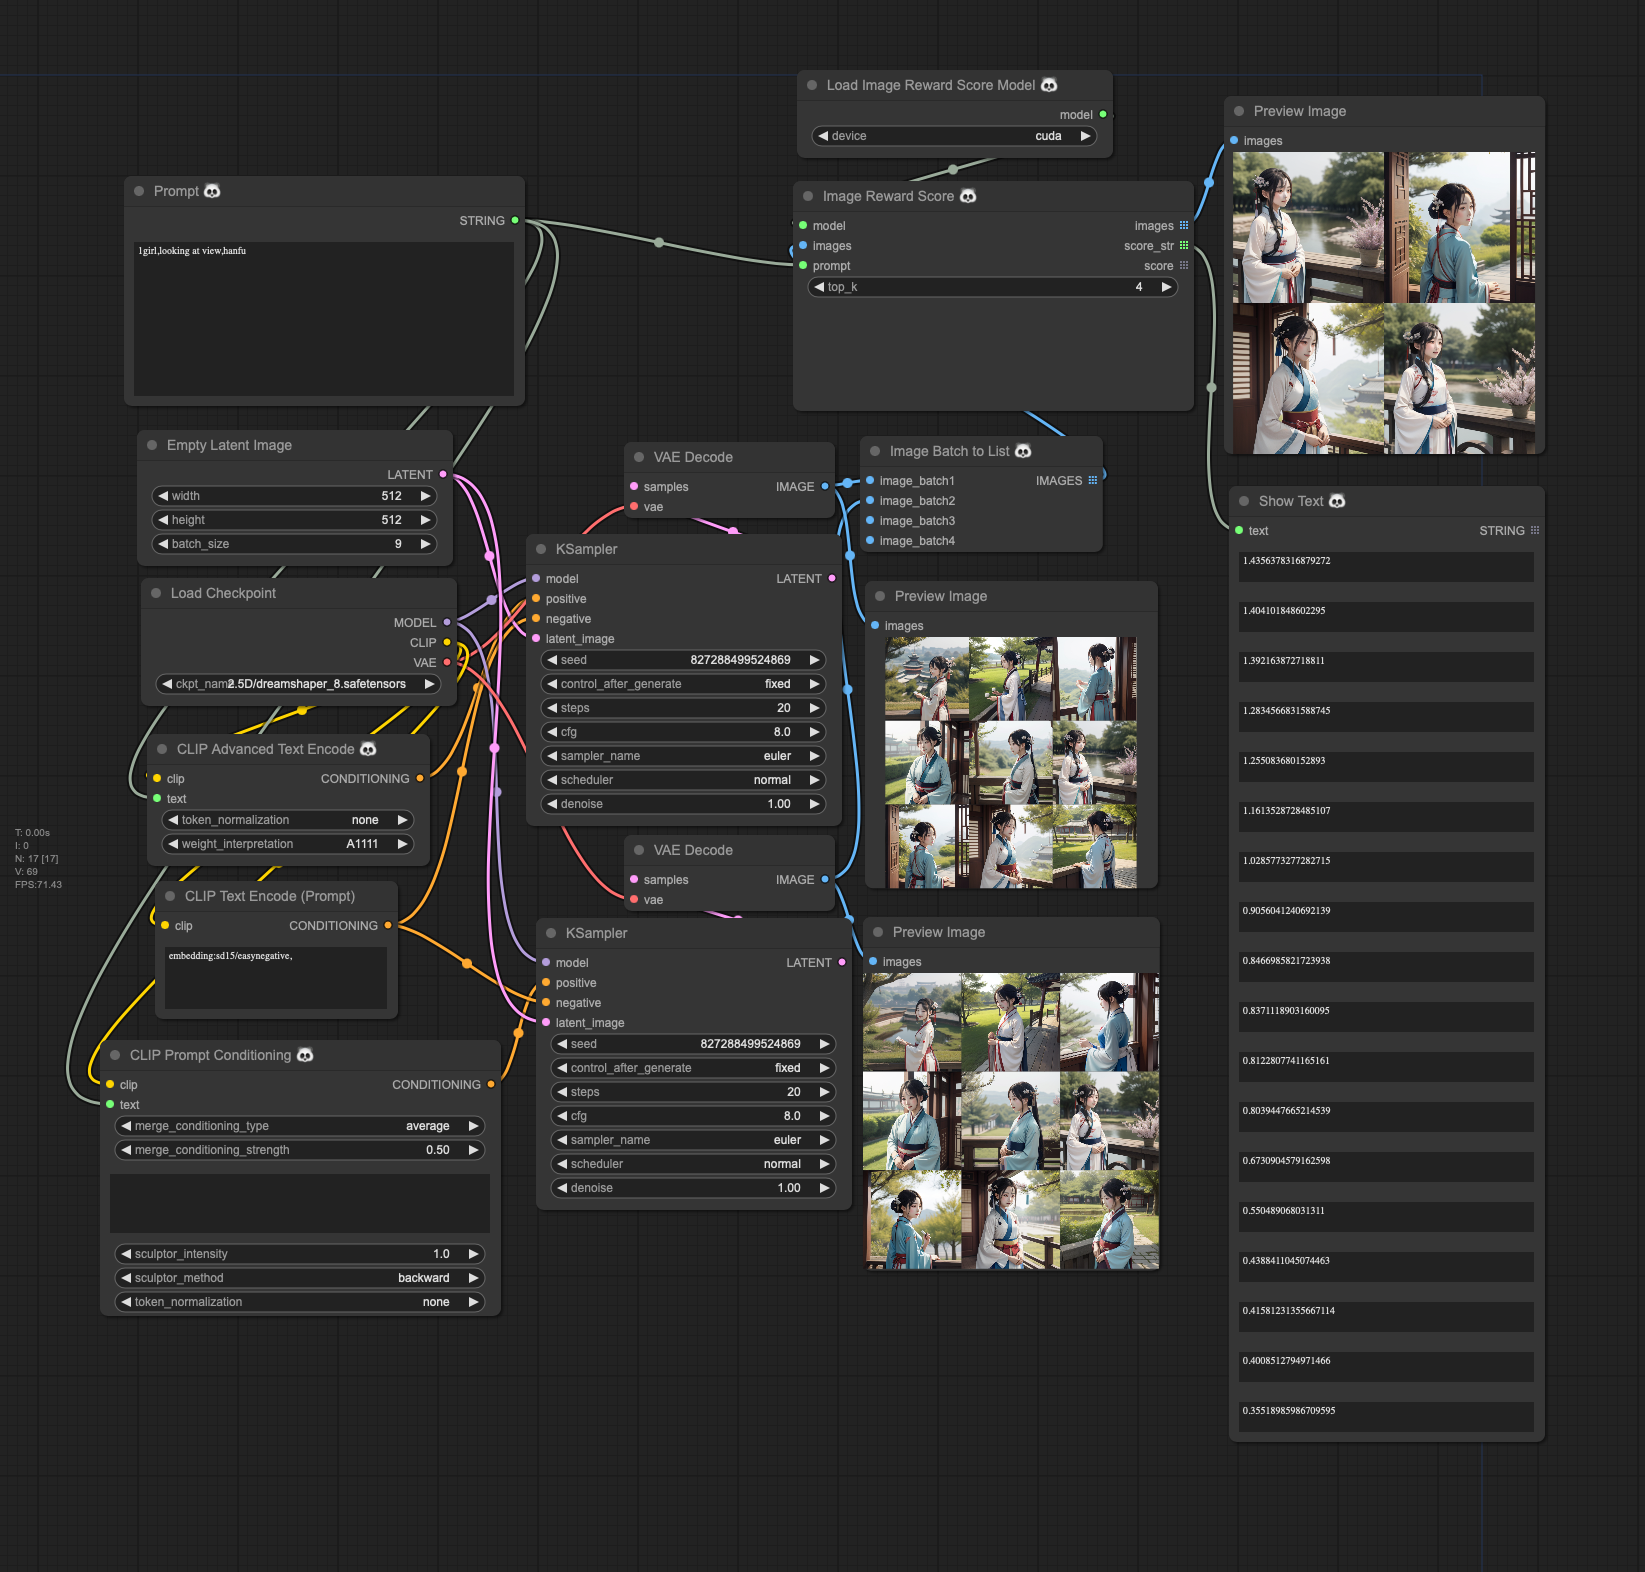 Load Image Reward Score Model 🐼
model
device cuda
Preview Image
images
Prompt 🐼
STRING
1girl,looking at view,hanfu
Image Reward Score 🐼
model images
images score_str
prompt score
top_k 4
Empty Latent Image
LATENT
width 512
height 512
batch_size 9
VAE Decode
samples IMAGE
vae
Image Batch to List 🐼
image_batch1 IMAGES
image_batch2
image_batch3
image_batch4
Show Text 🐼
text STRING
1.4356378316879272
1.404101848602295
1.392163872718811
1.2834566831588745
1.255083680152893
1.1613528728485107
1.0285773277282715
0.9056041240692139
0.8466985821723938
0.8371118903160095
0.8122807741165161
0.8039447665214539
0.6730904579162598
0.550489068031311
0.4388411045074463
0.41581231355667114
0.4008512794971466
0.35518985986709595
Load Checkpoint
MODEL
CLIP
VAE
ckpt_name 2.5D/dreamshaper_8.safetensors
KSampler
model LATENT
positive
negative
latent_image
seed 827288499524869
control_after_generate fixed
steps 20
cfg 8.0
sampler_name euler
scheduler normal
denoise 1.00
Preview Image
images
CLIP Advanced Text Encode 🐼
clip CONDITIONING
text
token_normalization none
weight_interpretation A1111
T: 0.00s
I: 0
N: 17 [17]
V: 69
FPS:71.43
VAE Decode
samples IMAGE
vae
CLIP Text Encode (Prompt)
clip CONDITIONING
embedding:sd15/easynegative,
KSampler
model LATENT
positive
negative
latent_image
seed 827288499524869
control_after_generate fixed
steps 20
cfg 8.0
sampler_name euler
scheduler normal
denoise 1.00
Preview Image
images
CLIP Prompt Conditioning 🐼
clip CONDITIONING
text
merge_conditioning_type average
merge_conditioning_strength 0.50
sculptor_intensity 1.0
sculptor_method backward
token_normalization none